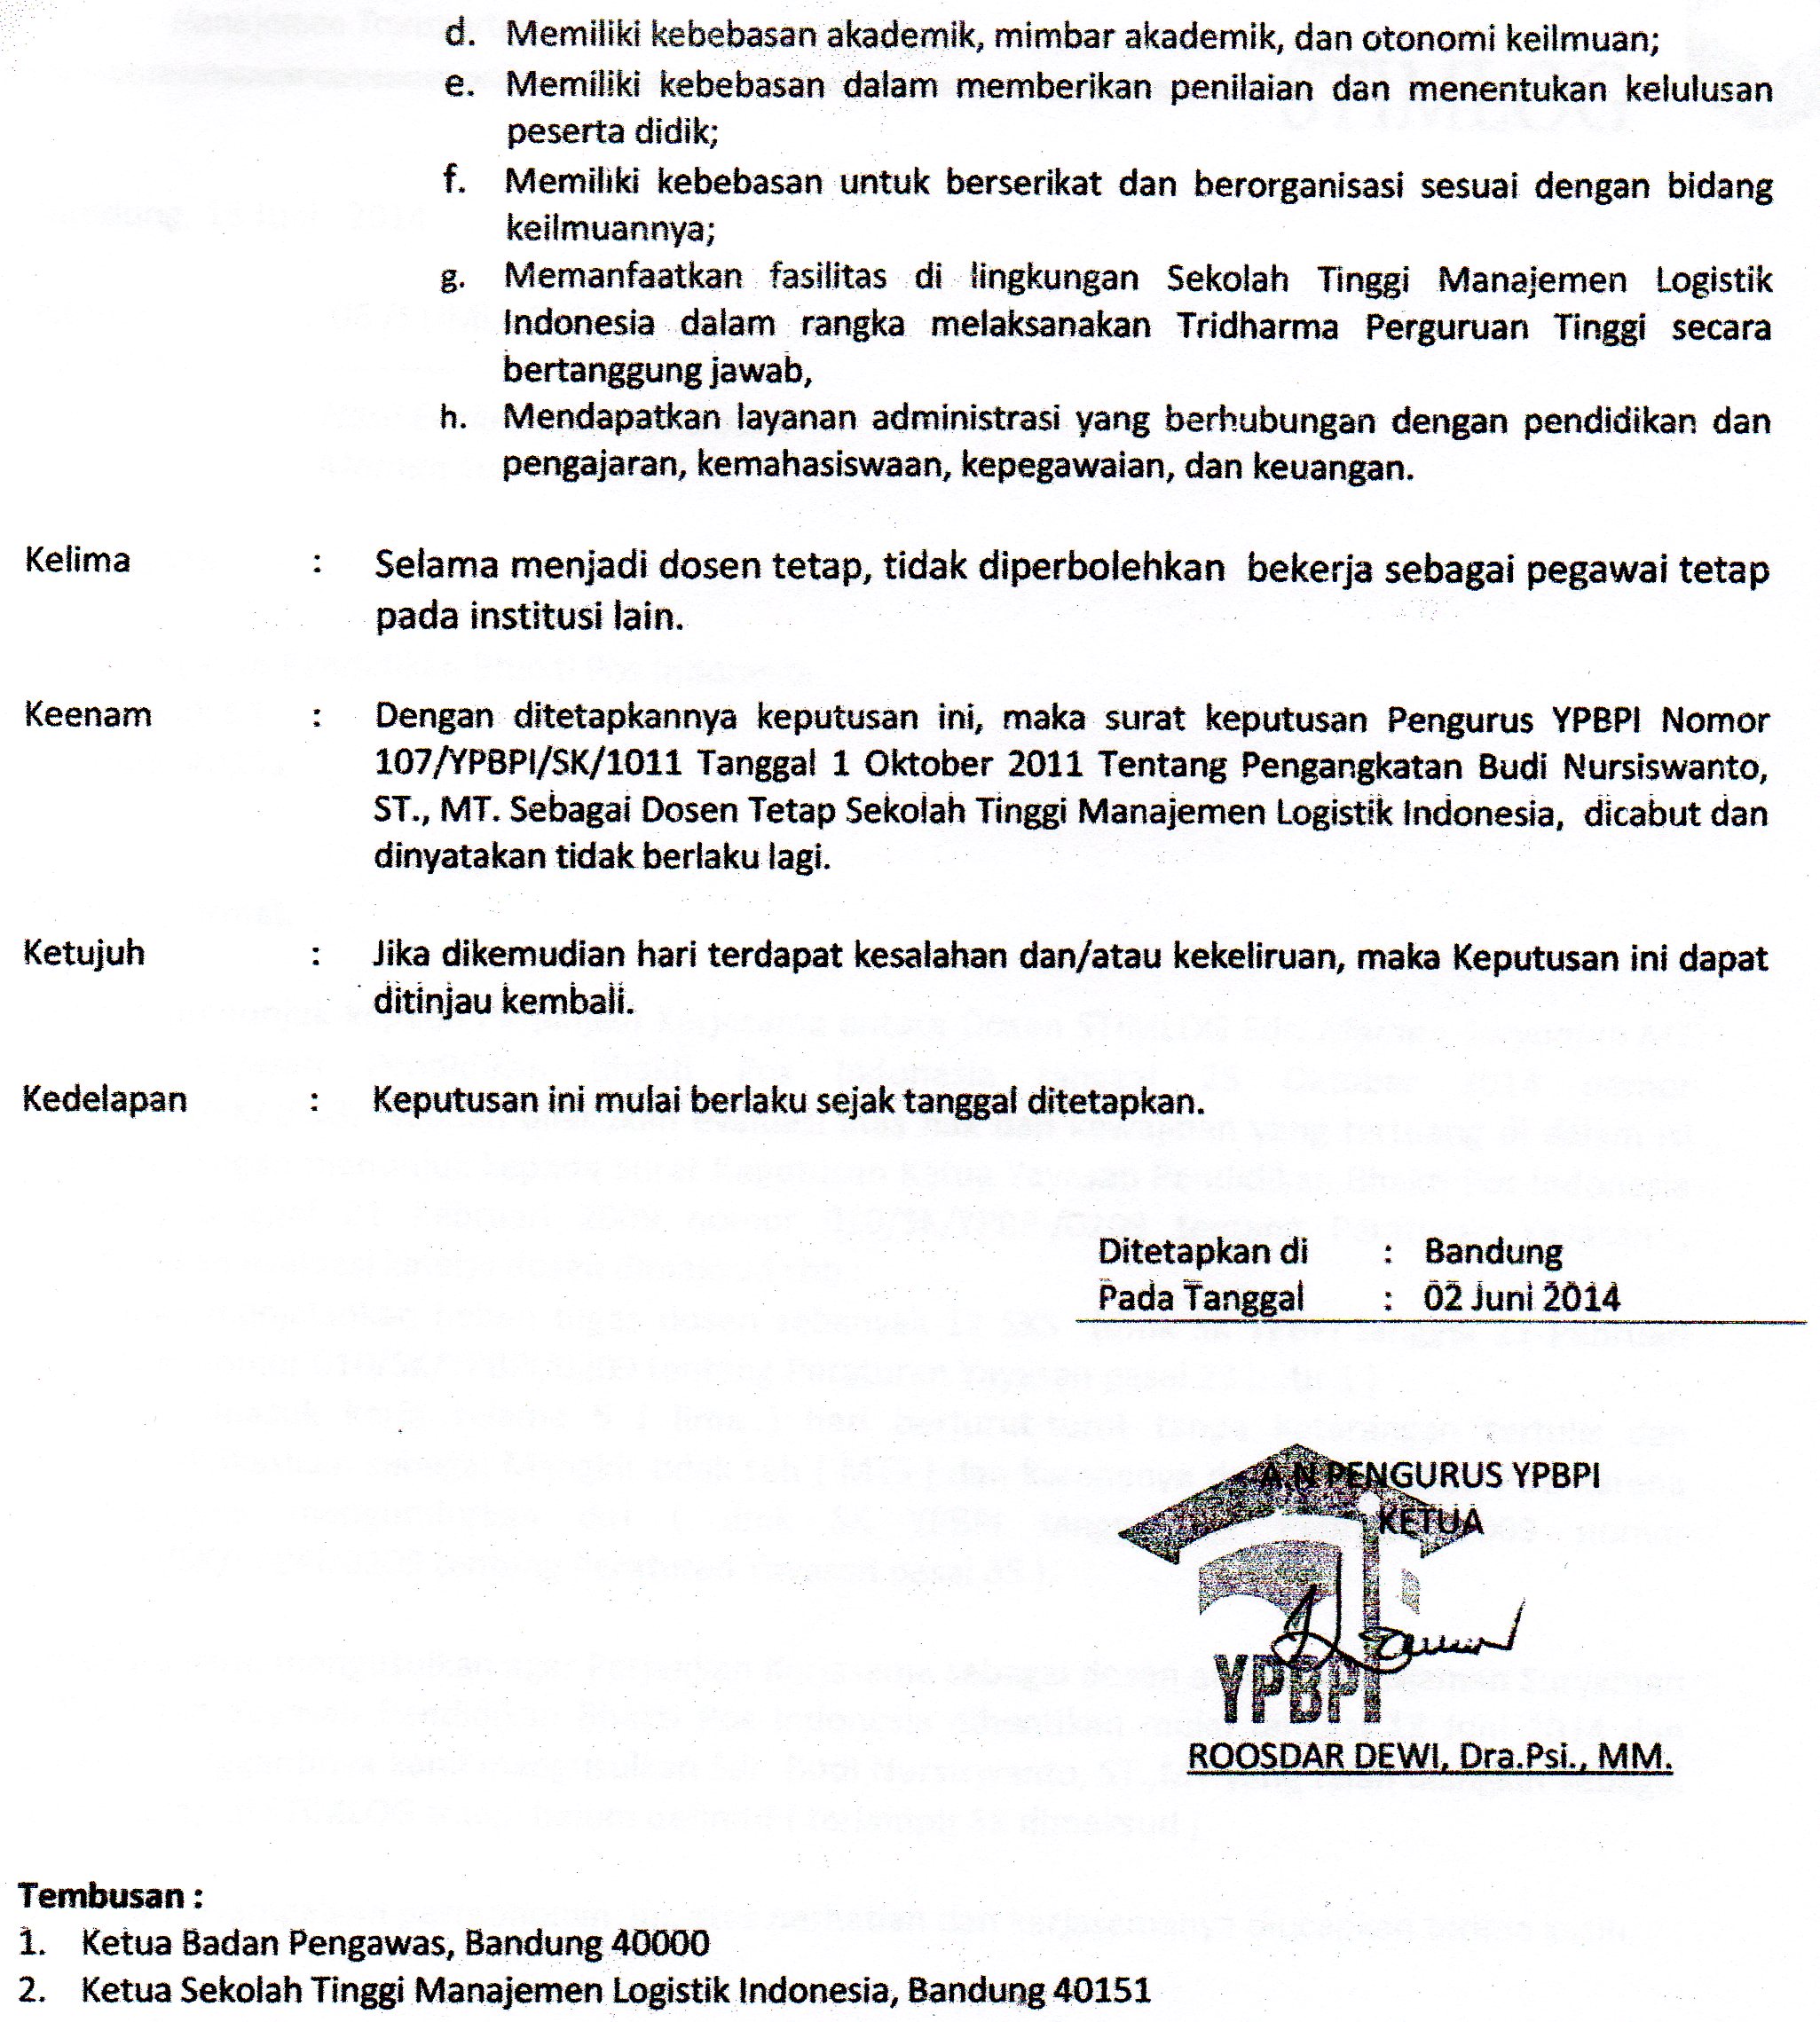 d. Memiliki kebebasan akademik, mimbar akademik, dan otonomi keilmuan;
e. Memiliki kebebasan dalam memberikan penilaian dan menentukan kelulusan
peserta didik;
f. Memiliki kebebasan untuk berserikat dan berorganisasi sesuai dengan bidang
keilmuannya;
g. Memanfaatkan fasilitas di lingkungan Sekolah Tinggi Manajemen Logistik
Indonesia dalam rangka melaksanakan Tridharma Perguruan Tinggi secara
bertanggung jawab,
h. Mendapatkan layanan administrasi yang berhubungan dengan pendidikan dan
pengajaran, kemahasiswaan, kepegawaian, dan keuangan.
Kelima : Selama menjadi dosen tetap, tidak diperbolehkan bekerja sebagai pegawai tetap
pada institusi lain.
Keenam : Dengan ditetapkannya keputusan ini, maka surat keputusan Pengurus YPBPI Nomor
107/YPBPI/SK/1011 Tanggal 1 Oktober 2011 Tentang Pengangkatan Budi Nursiswanto,
ST., MT. Sebagai Dosen Tetap Sekolah Tinggi Manajemen Logistik Indonesia, dicabut dan
dinyatakan tidak berlaku lagi.
Ketujuh : Jika dikemudian hari terdapat kesalahan dan/atau kekeliruan, maka Keputusan ini dapat
ditinjau kembali.
Kedelapan : Keputusan ini mulai berlaku sejak tanggal ditetapkan.
Ditetapkan di : Bandung
Pada Tanggal : 02 Juni 2014
A.N PENGURUS YPBPI
KETUA
YPBPI
ROOSDAR DEWI, Dra.Psi., MM.
Tembusan :
1. Ketua Badan Pengawas, Bandung 40000
2. Ketua Sekolah Tinggi Manajemen Logistik Indonesia, Bandung 40151